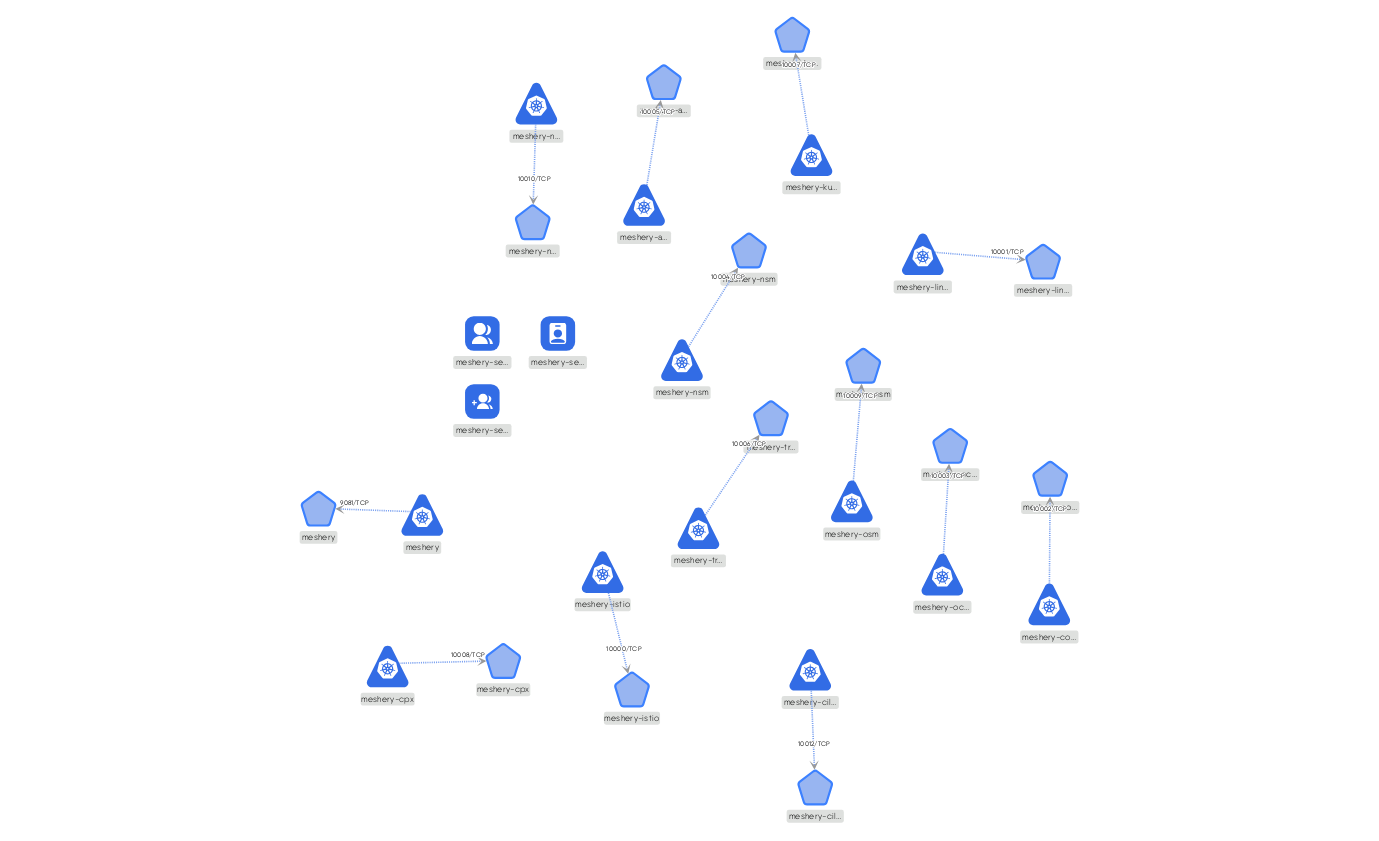 10007/TCP
meshery-n...
10005/TCP
meshery-a...
meshery-ku...
10010/TCP
meshery-n...
10001/TCP
meshery-lin...
meshery-lin...
10004/TCP
meshery-nsm
meshery-se...
meshery-se...
meshery-nsm
10009/TCP
meshery-se...
10006/TCP
meshery-tr...
10003/TCP
9081/TCP
meshery
meshery
10002/TCP
meshery-osm
meshery-tr...
meshery-istio
meshery-oc...
meshery-co...
10000/TCP
10008/TCP
meshery-cpx
meshery-cpx
meshery-cil...
meshery-istio
10012/TCP
meshery-cil...